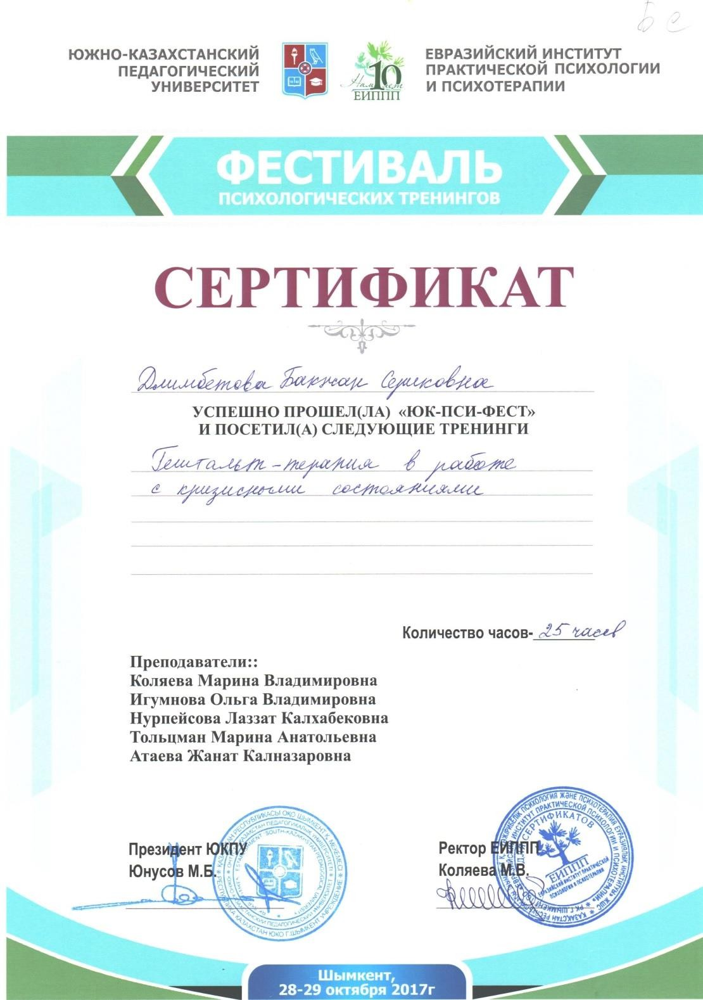 Бс
ЮЖНО-КАЗАХСТАНСКИЙ
ПЕДАГОГИЧЕСКИЙ
УНИВЕРСИТЕТ
Нам 10 лет
ЕИППП
ЕВРАЗИЙСКИЙ ИНСТИТУТ
ПРАКТИЧЕСКОЙ ПСИХОЛОГИИ
И ПСИХОТЕРАПИИ
ФЕСТИВАЛЬ
ПСИХОЛОГИЧЕСКИХ ТРЕНИНГОВ
СЕРТИФИКАТ
Длимбетова Бакжан Сериковна
УСПЕШНО ПРОШЕЛ(ЛА) «ЮК-ПСИ-ФЕСТ»
И ПОСЕТИЛ(А) СЛЕДУЮЩИЕ ТРЕНИНГИ
Гештальт-терапия в работе
с кризисными состояниями
Количество часов- 25 часов
Преподаватели::
Коляева Марина Владимировна
Игумнова Ольга Владимировна
Нурпейсова Лаззат Калхабековна
Тольцман Марина Анатольевна
Атаева Жанат Калназаровна
Президент ЮКПУ
Юнусов М.Б.
Ректор ЕИППП
Коляева М.В.
ДЛЯ СЕРТИФИКАТОВ
ЕИППП
ЕВРАЗИЙСКИЙ ИНСТИТУТ ПРАКТИЧЕСКОЙ
ПСИХОЛОГИИ И ПСИХОТЕРАПИИ
Шымкент,
28-29 октября 2017г